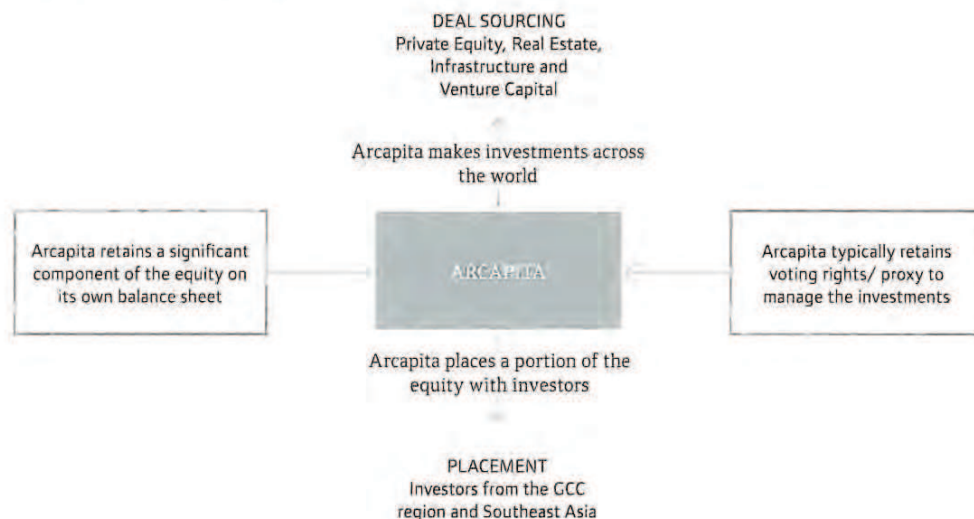 DEAL SOURCING
Private Equity, Real Estate,
Infrastructure and
Venture Capital
Arcapita makes investments across
the world
Arcapita retains a significant
component of the equity on
its own balance sheet
ARCAPITA
Arcapita typically retains
voting rights/ proxy to
manage the investments
Arcapita places a portion of the
equity with investors
PLACEMENT
Investors from the GCC
region and Southeast Asia